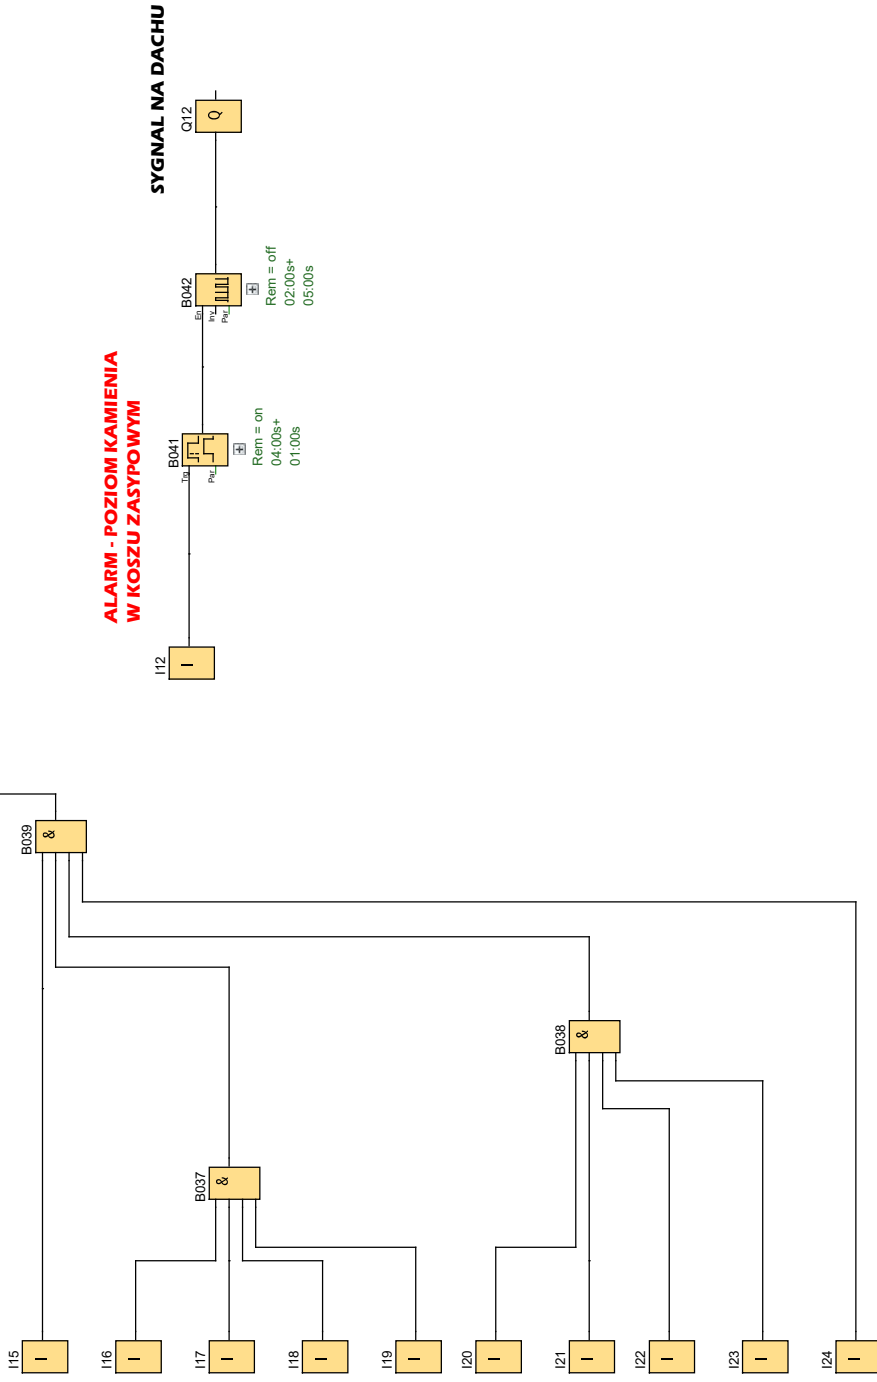 SYGNAL NA DACHU
Q12
Q
B042
En
Inv
Par
Rem = off
02:00s+
05:00s
ALARM - POZIOM KAMIENIA
W KOSZU ZASYPOWYM
B041
Trg
Par
Rem = on
04:00s+
01:00s
I12
I
B039
&
B038
&
B037
&
I15
I
I16
I
I17
I
I18
I
I19
I
I20
I
I21
I
I22
I
I23
I
I24
I